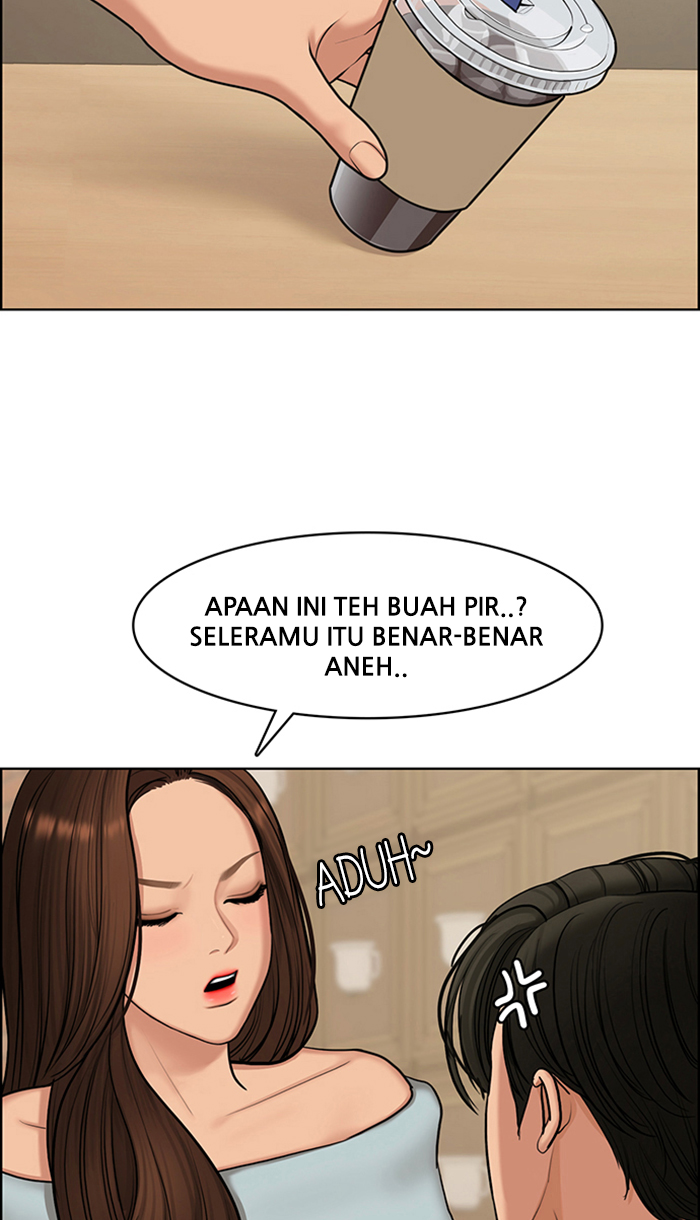 APAAN INI TEH BUAH PIR..?
SELERAMU ITU BENAR-BENAR
ANEH..
ADUH~